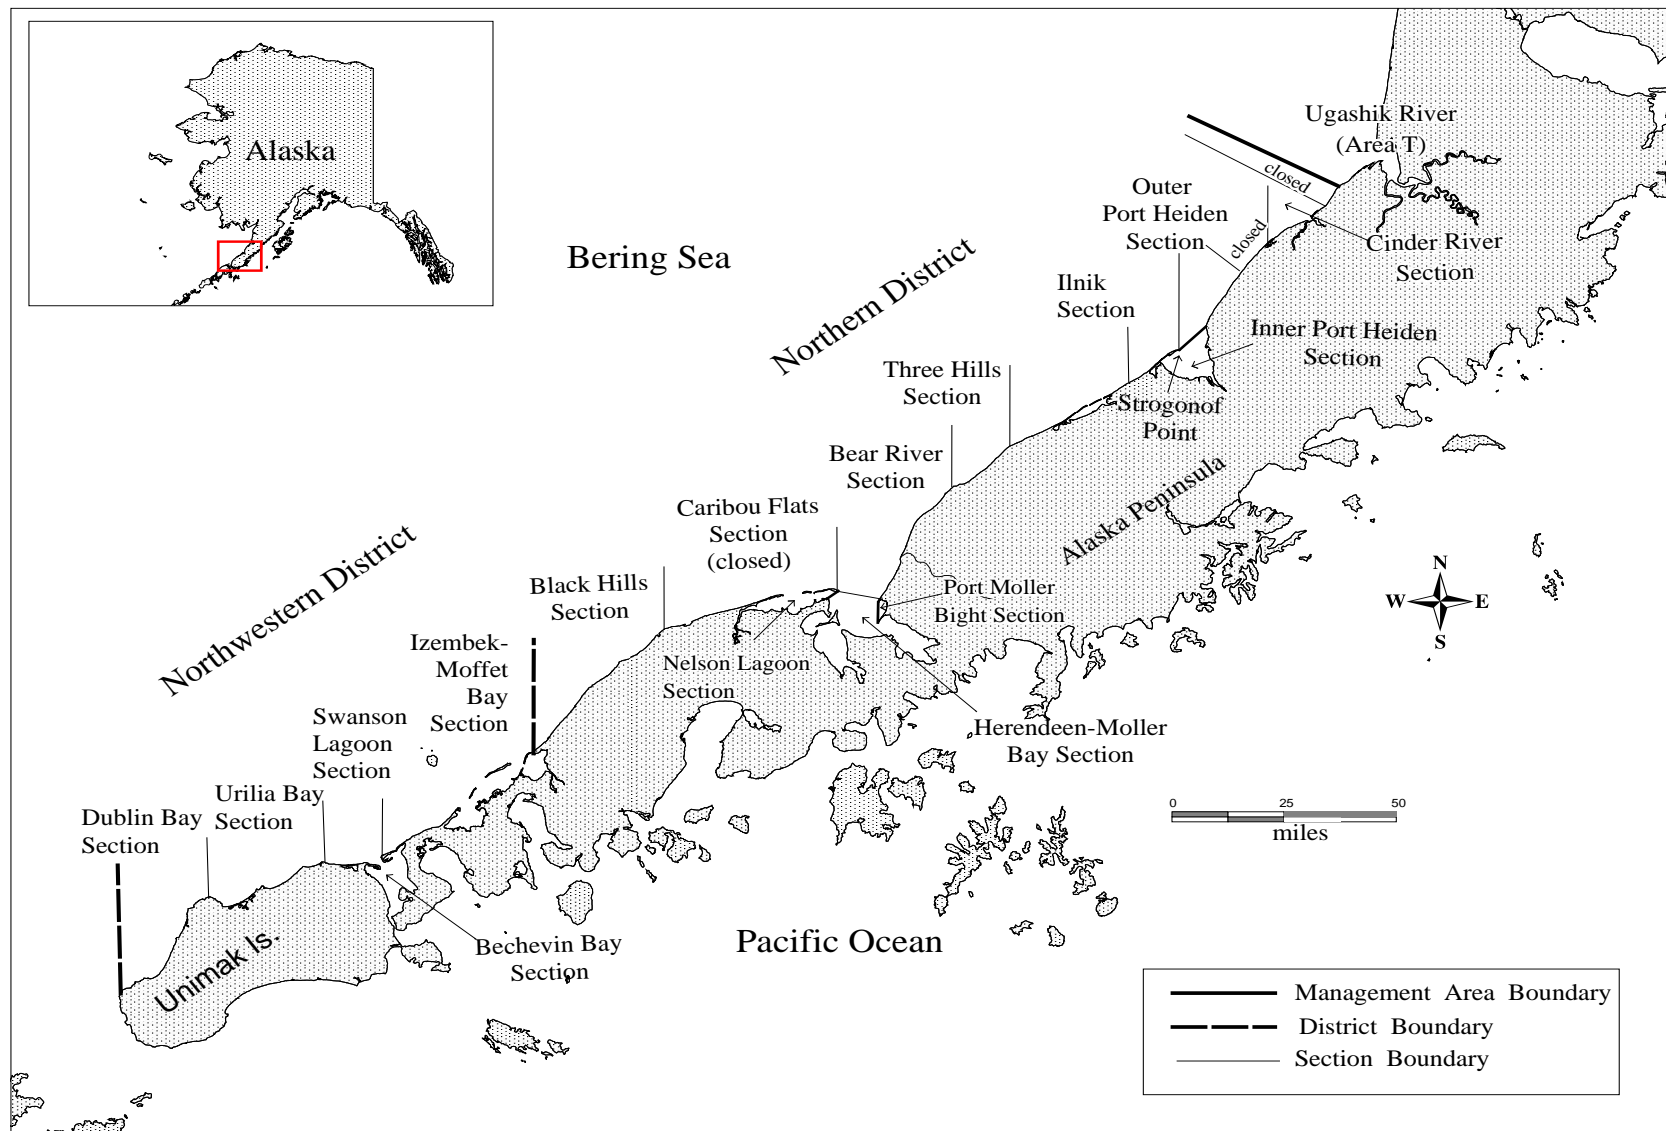 Alaska
Bering Sea
Ugashik River
(Area T)
closed
Outer
Port Heiden
Section
closed
Cinder River
Section
Northern District
Ilnik
Section
Inner Port Heiden
Section
Three Hills
Section
Strogonof
Point
Bear River
Section
Alaska Peninsula
Caribou Flats
Section
(closed)
Northwestern District
Black Hills
Section
Port Moller
Bight Section
N
W
E
S
Izembek-
Moffet
Bay
Section
Nelson Lagoon
Section
Swanson
Lagoon
Section
Herendeen-Moller
Bay Section
Urilia Bay
Section
Dublin Bay
Section
0 25 50
miles
Unimak Is.
Bechevin Bay
Section
Pacific Ocean
Management Area Boundary
District Boundary
Section Boundary